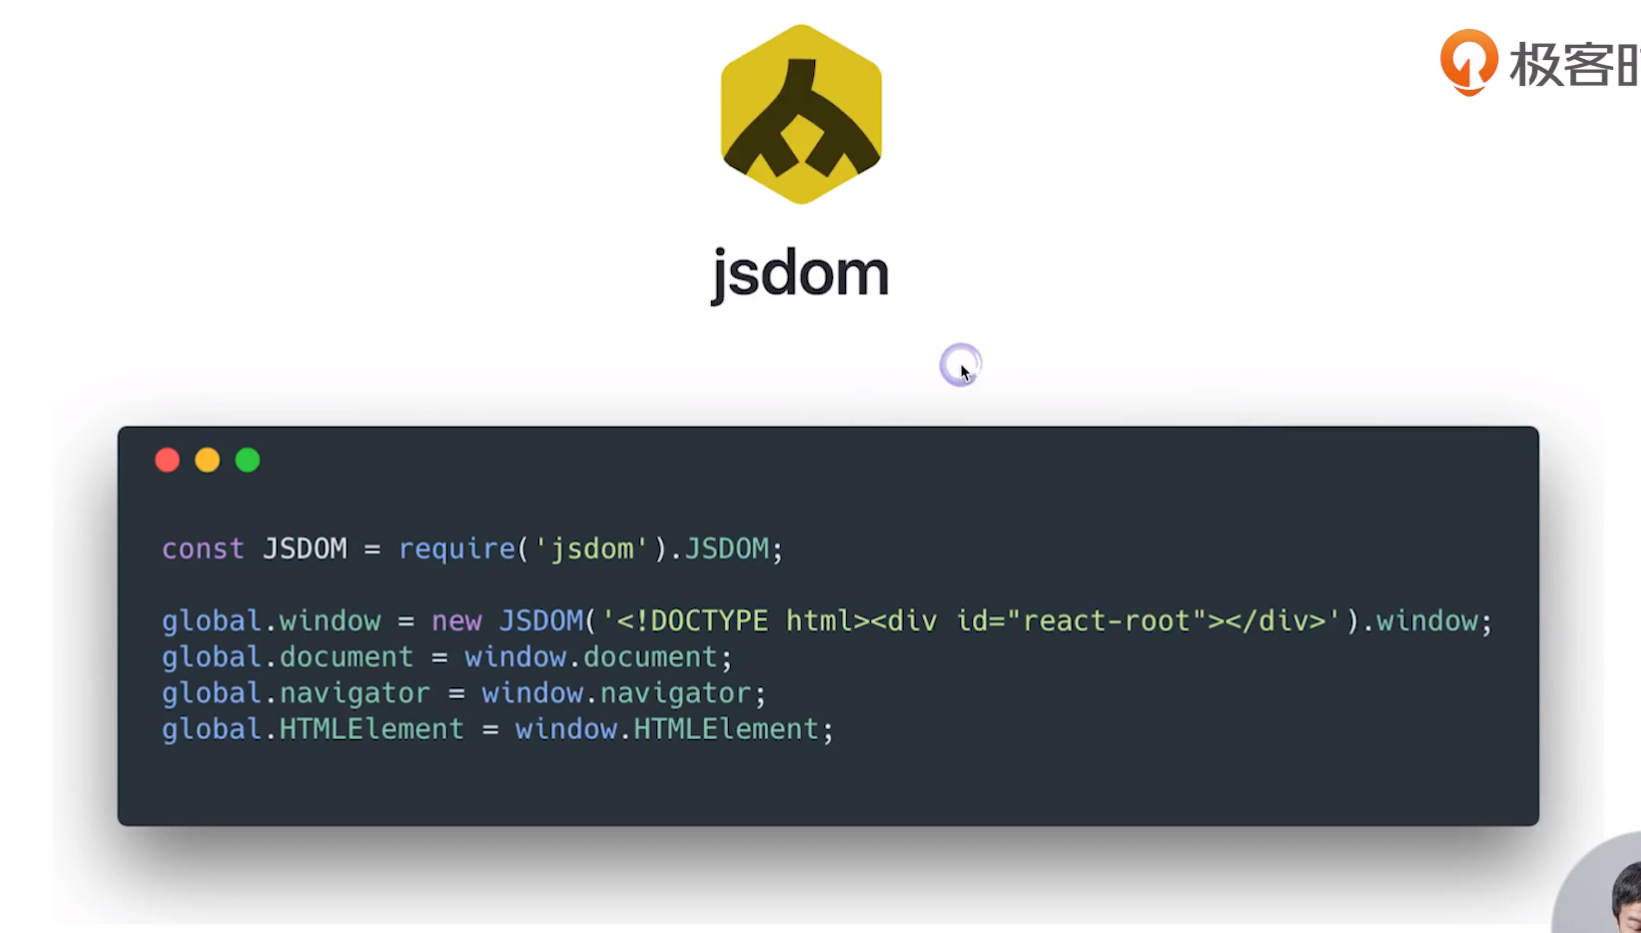 极客时
jsdom
const JSDOM = require('jsdom').JSDOM;
global.window = new JSDOM('<!DOCTYPE html><div id="react-root"></div>').window;
global.document = window.document;
global.navigator = window.navigator;
global.HTMLElement = window.HTMLElement;